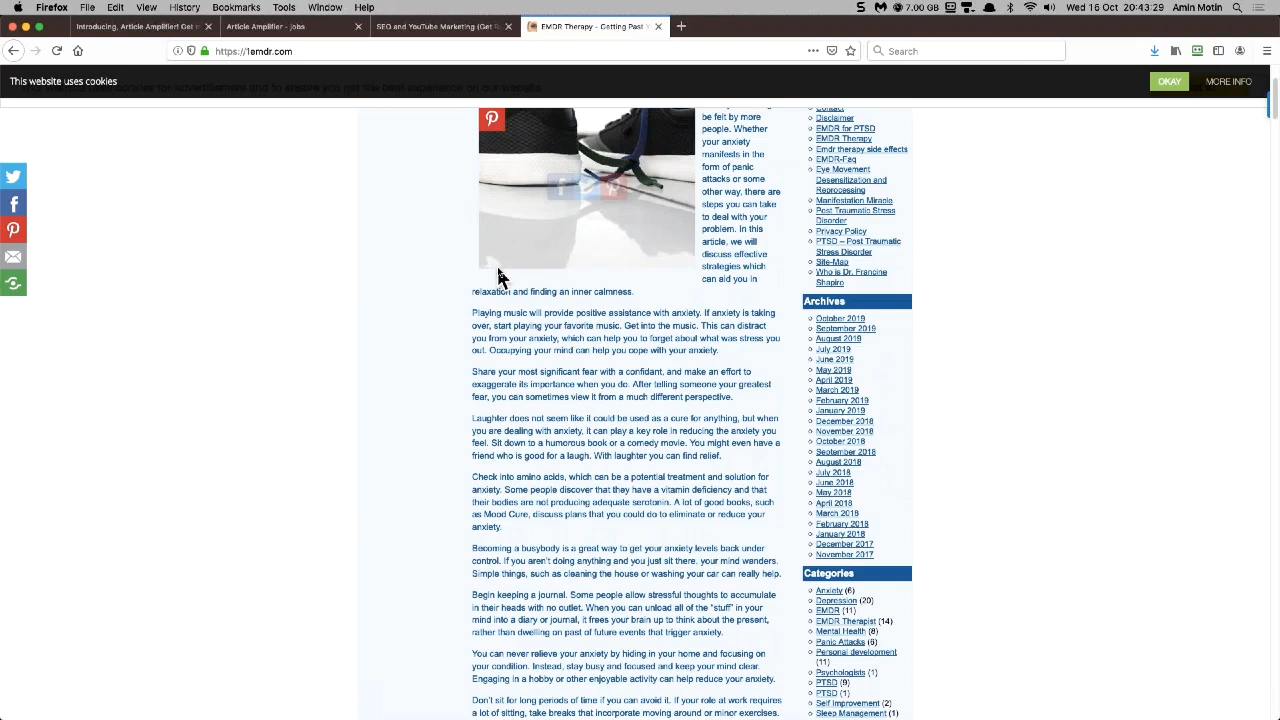 Firefox File Edit View History Bookmarks Tools Window Help
Wed 16 Oct 11:09:57
Introducing, Article Amplifier! Get m
Article Amplifier - jobs
SEO and YouTube Marketing (Get R
EMDR Therapy - Getting Past Y
https://1emdr.com
Search
This website uses cookies
OKAY
MORE INFO
be felt by more
people. Whether
your anxiety
manifests in the
form of panic
attacks or some
other way, there are
steps you can take
to deal with your
problem. In this
article, we will
discuss effective
strategies which
can aid you in
relaxation and finding an inner calmness.
Playing music will provide positive assistance with anxiety. If anxiety is taking
over, start playing your favorite music. Get into the music. This can distract
you from your anxiety, which can help you to forget about what was stress you
out. Occupying your mind can help you cope with your anxiety.
Share your most significant fear with a confidant, and make an effort to
exaggerate its importance when you do. After telling someone your greatest
fear, you can sometimes view it from a much different perspective.
Laughter does not seem like it could be used as a cure for anything, but when
you are dealing with anxiety, it can play a key role in reducing the anxiety you
feel. Sit down to a humorous book or a comedy movie. You might even have a
friend who is good for a laugh. With laughter you can find relief.
Check into amino acids, which can be a potential treatment and solution for
anxiety. Some people discover that they have a vitamin deficiency and that
their bodies are not producing adequate serotonin. A lot of good books, such
as Mood Cure, discuss plans that you could do to eliminate or reduce your
anxiety.
Becoming a busybody is a great way to get your anxiety levels back under
control. If you aren't doing anything and you just sit there, your mind wanders.
Simple things, such as cleaning the house or washing your car can really help.
Begin keeping a journal. Some people allow stressful thoughts to accumulate
in their heads with no outlet. When you can unload all of the "stuff" in your
mind into a diary or journal, it frees your brain up to think about the present,
rather than dwelling on past of future events that trigger anxiety.
You can never relieve your anxiety by hiding in your home and focusing on
your condition. Instead, stay busy and focused and keep your mind clear.
Engaging in a hobby or other enjoyable activity can help reduce your anxiety.
Don't sit for long periods of time if you can avoid it. If your role at work requires
a lot of sitting, take breaks that incorporate moving around or minor exercises.
Contact
Disclaimer
EMDR for PTSD
EMDR Therapy
Emdr therapy side effects
EMDR-Faq
Eye Movement
Desensitization and
Reprocessing
Manifestation Miracle
Post Traumatic Stress
Disorder
Privacy Policy
PTSD – Post Traumatic
Stress Disorder
Site-Map
Who is Dr. Francine
Shapiro
Archives
October 2019
September 2019
August 2019
July 2019
June 2019
May 2019
April 2019
March 2019
February 2019
January 2019
December 2018
November 2018
October 2018
September 2018
August 2018
July 2018
June 2018
May 2018
April 2018
March 2018
February 2018
January 2018
December 2017
November 2017
Categories
Anxiety (6)
Depression (20)
EMDR (11)
EMDR Therapist (14)
Mental Health (8)
Panic Attacks (6)
Personal development
(11)
Psychologists (1)
PTSD (9)
PTSD (1)
Self Improvement (2)
Sleep Management (1)